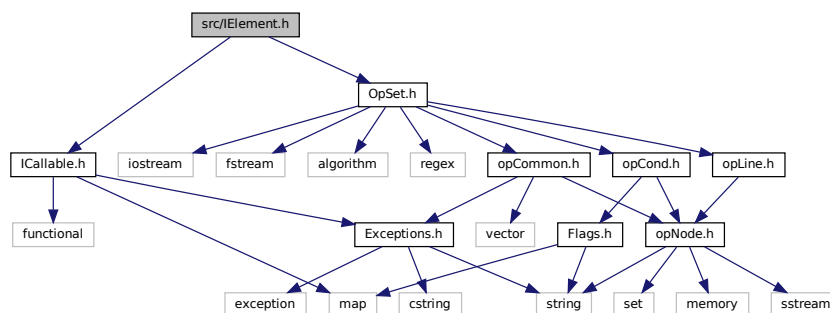 src/IElement.h
OpSet.h
ICallable.h
iostream
fstream
algorithm
regex
opCommon.h
opCond.h
opLine.h
functional
Exceptions.h
vector
Flags.h
opNode.h
exception
map
cstring
string
set
memory
sstream